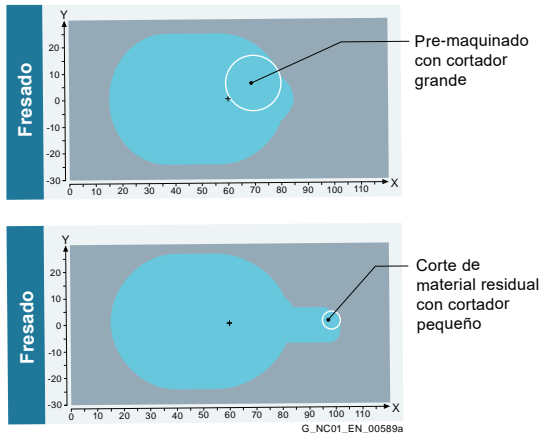 Fresado
Y
20
10
0
-10
-20
-30
0 10 20 30 40 50 60 70 80 90 100 110
X
Pre-maquinado
con cortador
grande
Fresado
Y
20
10
0
-10
-20
-30
0 10 20 30 40 50 60 70 80 90 100 110
X
Corte de
material residual
con cortador
pequeño
G_NC01_EN_00589a